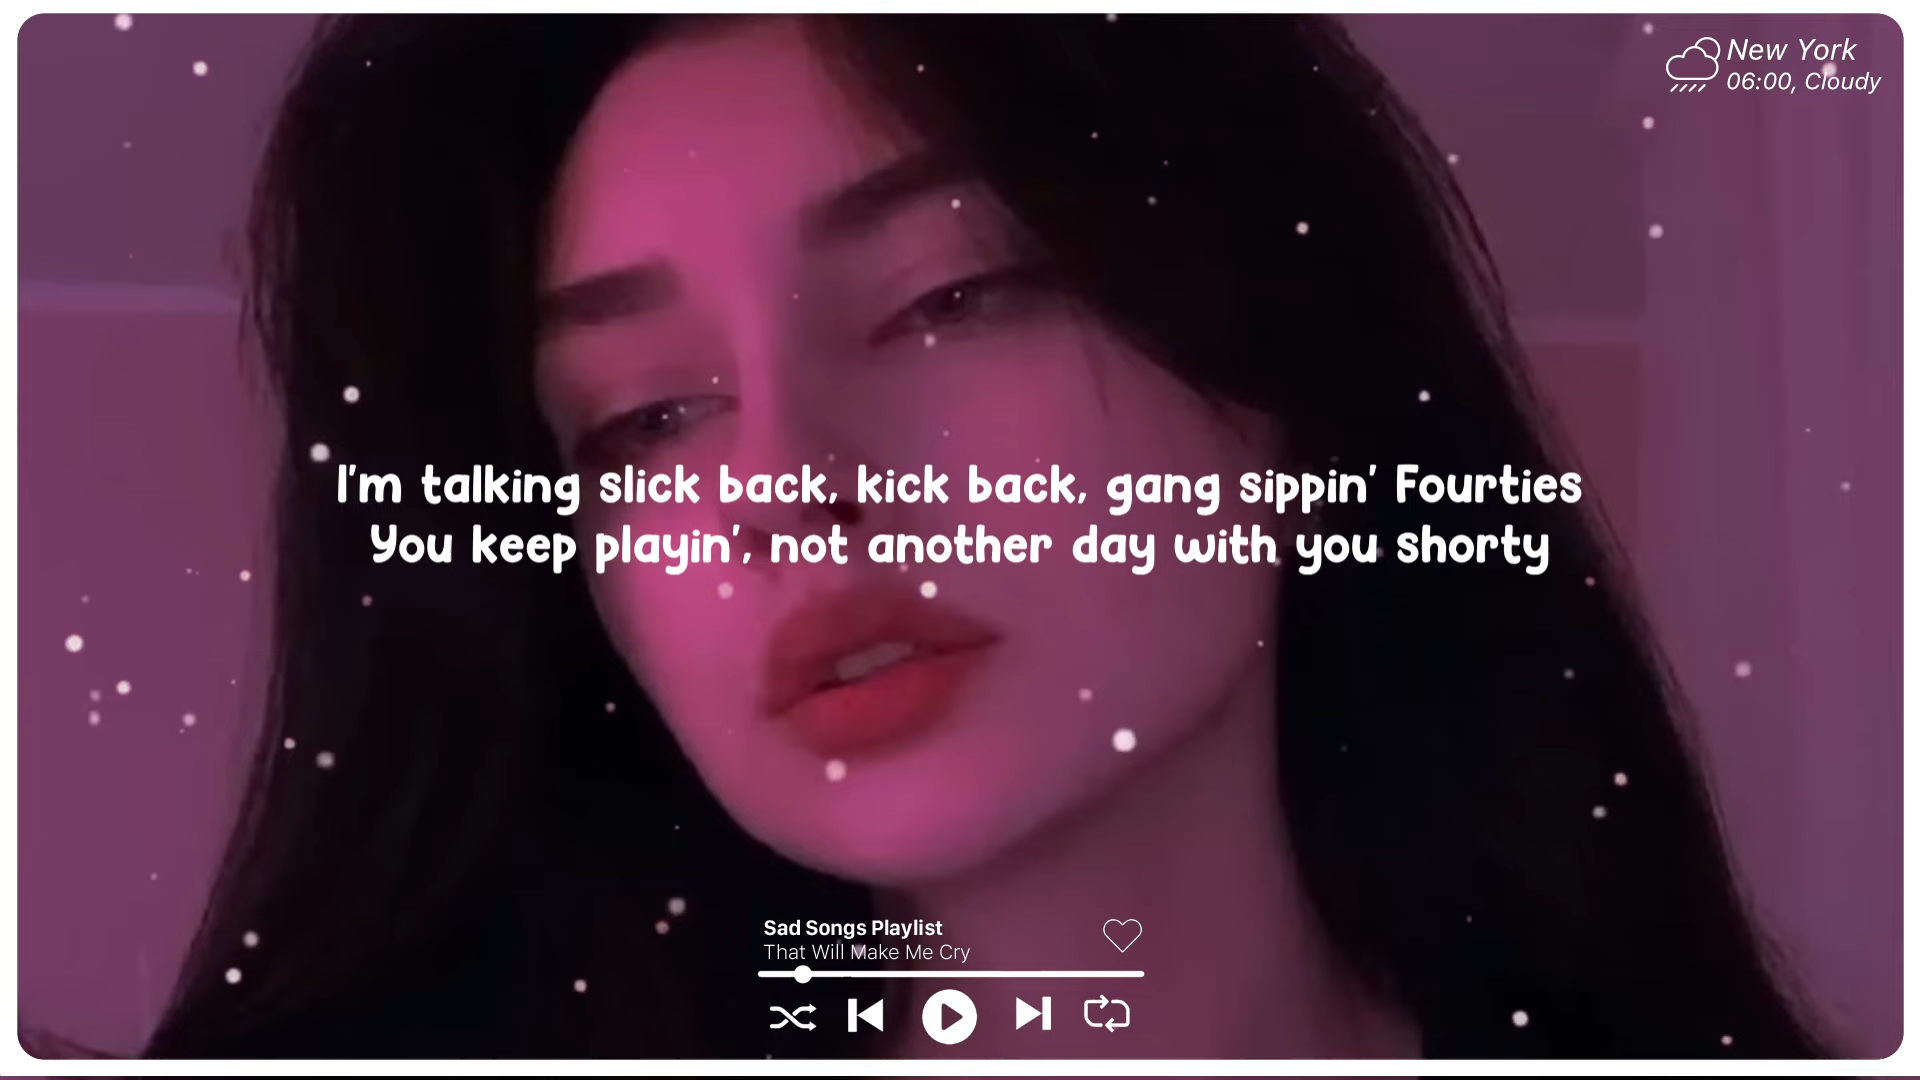 New York
06:00, Cloudy
I'm talking slick back, kick back, gang sippin' Fourties
You keep playin', not another day with you shorty
Sad Songs Playlist
That Will Make Me Cry